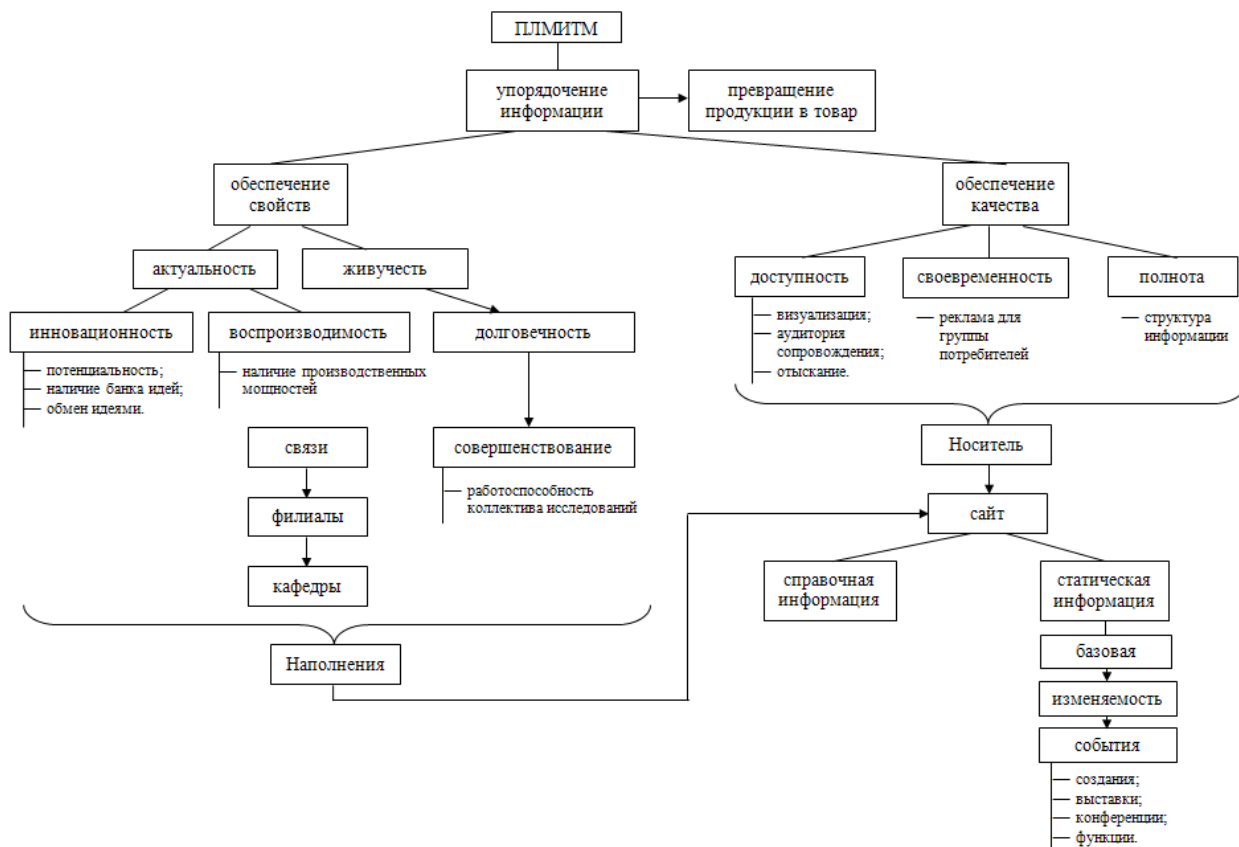 ПЛМИТМ
упорядочение
информации
превращение
продукции в товар
обеспечение
свойств
обеспечение
качества
актуальность
живучесть
доступность
своевременность
полнота
— визуализация;
— аудитория
сопровождения;
— отыскание.
— реклама для
группы
потребителей
— структура
информации
инновационность
воспроизводимость
долговечность
— потенциальность;
— наличие банка идей;
— обмен идеями.
— наличие производственных
мощностей
связи
филиалы
кафедры
совершенствование
— работоспособность
коллектива исследований
Наполнения
Носитель
сайт
справочная
информация
статическая
информация
базовая
изменяемость
события
— создания;
— выставки;
— конференции;
— функции.